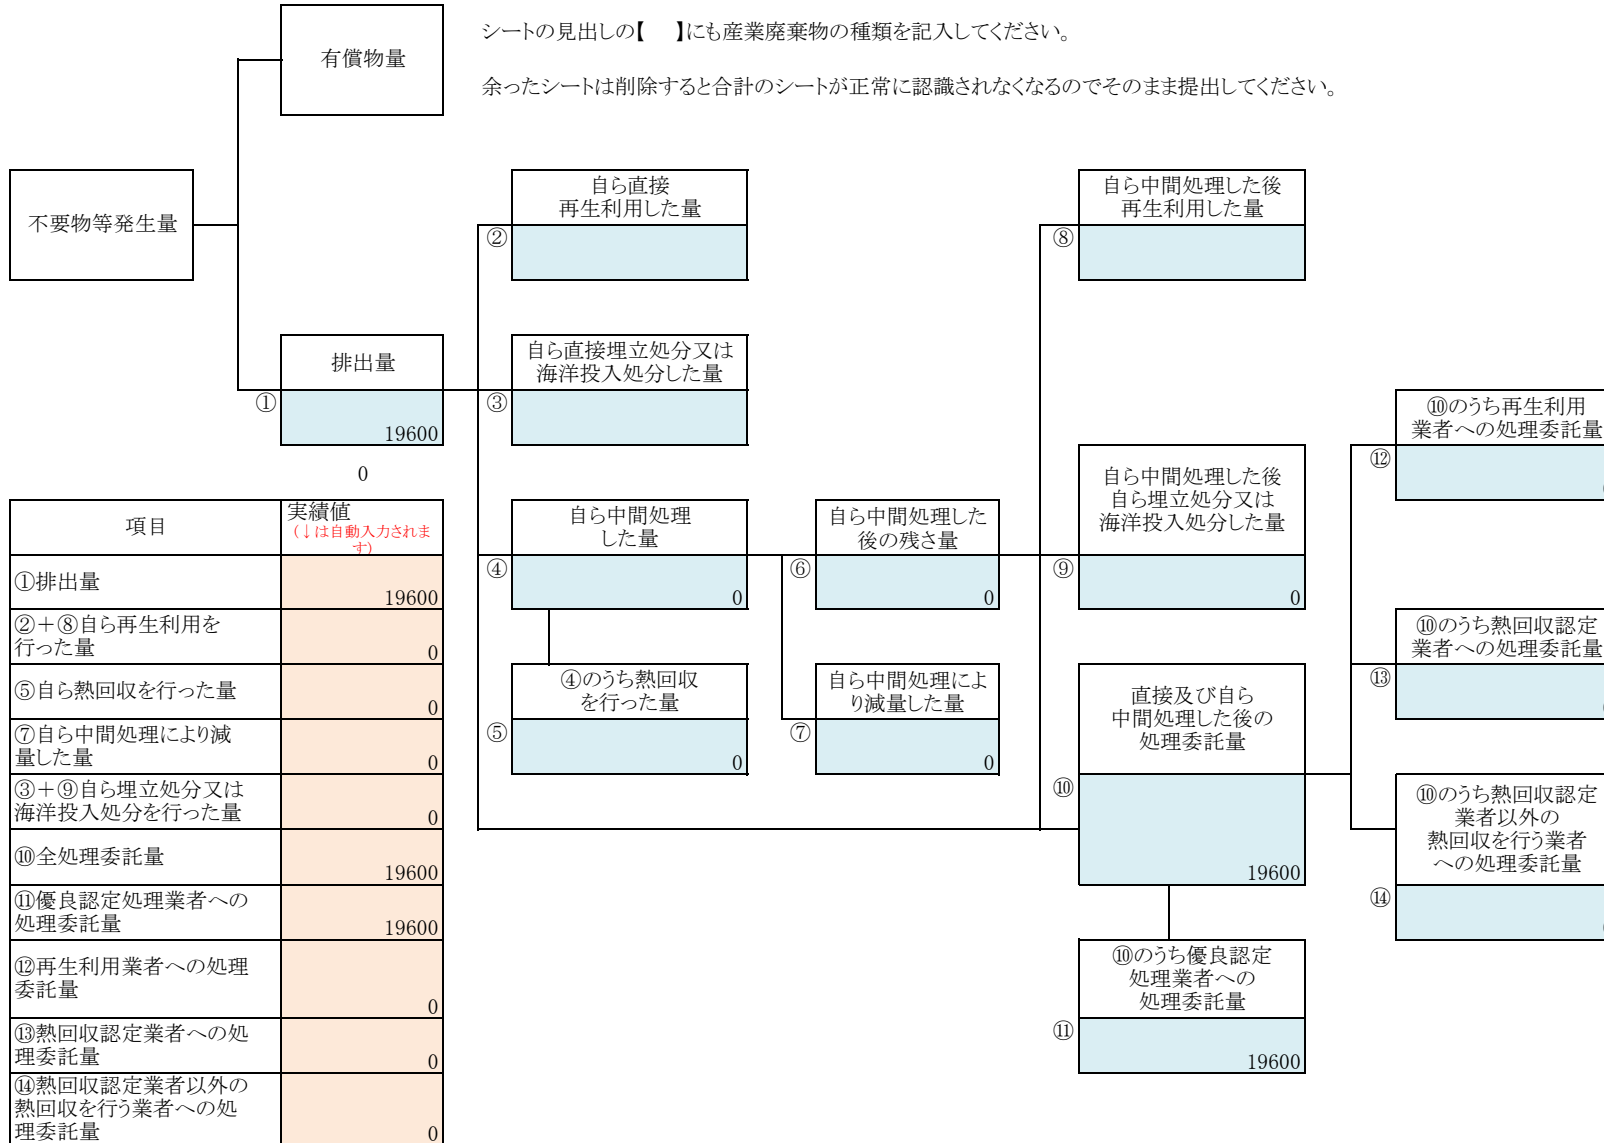 シートの見出しの【　】にも産業廃棄物の種類を記入してください。
余ったシートは削除すると合計のシートが正常に認識されなくなるのでそのまま提出してください。
有償物量
不要物等発生量
自ら直接
再生利用した量
②
自ら中間処理した後
再生利用した量
⑧
排出量
①
19600
0
自ら直接埋立処分又は
海洋投入処分した量
③
⑩のうち再生利用
業者への処理委託量
⑫
自ら中間処理
した量
④
0
自ら中間処理した
後の残さ量
⑥
0
自ら中間処理した後
自ら埋立処分又は
海洋投入処分した量
⑨
0
⑩のうち熱回収認定
業者への処理委託量
⑬
④のうち熱回収
を行った量
⑤
0
自ら中間処理によ
り減量した量
⑦
0
直接及び自ら
中間処理した後の
処理委託量
⑩
19600
⑩のうち熱回収認定
業者以外の
熱回収を行う業者
への処理委託量
⑭
⑩のうち優良認定
処理業者への
処理委託量
⑪
19600
項目
実績値
(↓は自動入力されま
す)
①排出量
19600
②＋⑧自ら再生利用を
行った量
0
⑤自ら熱回収を行った量
0
⑦自ら中間処理により減
量した量
0
③＋⑨自ら埋立処分又は
海洋投入処分を行った量
0
⑩全処理委託量
19600
⑪優良認定処理業者への
処理委託量
19600
⑫再生利用業者への処理
委託量
0
⑬熱回収認定業者への処
理委託量
0
⑭熱回収認定業者以外の
熱回収を行う業者への処
理委託量
0